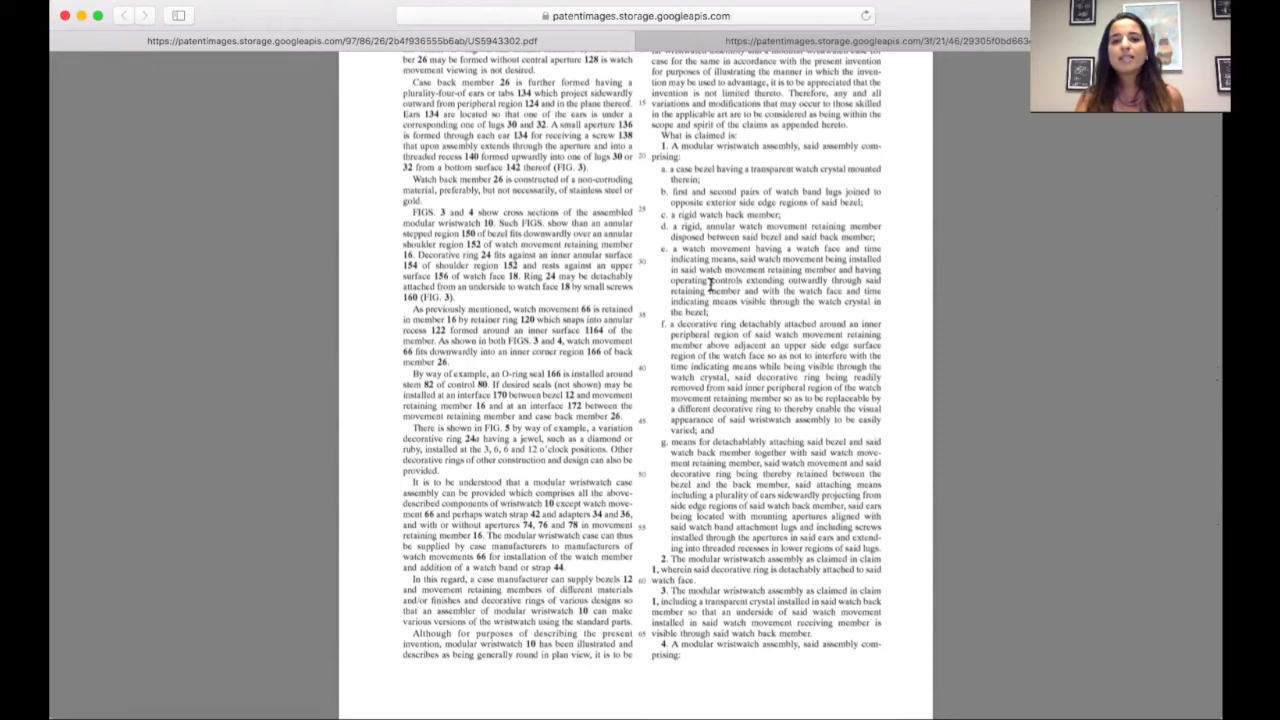 patentimages.storage.googleapis.com
https://patentimages.storage.googleapis.com/97/86/26/2b4f936555b6ab/US5943302.pdf
https://patentimages.storage.googleapis.com/3f/21/46/29305f0bd663
ber 26 may be formed without central aperture 128 is watch
movement viewing is not desired.
Case back member 26 is further formed having a
plurality-four-of ears or tabs 134 which project sidewardly
outward from peripheral region 124 and in the plane thereof.
Ears 134 are located so that one of the ears is under a
corresponding one of lugs 30 and 32. A small aperture 136
is formed through each ear 134 for receiving a screw 138
that upon assembly extends through the aperture and into a
threaded recess 140 formed upwardly into one of lugs 30 or
32 from a bottom surface 142 thereof (FIG. 3).
Watch back member 26 is constructed of a non-corroding
material, preferably, but not necessarily, of stainless steel or
gold.
FIGS. 3 and 4 show cross sections of the assembled
modular wristwatch 10. Such FIGS. show than an annular
stepped region 150 of bezel fits downwardly over an annular
shoulder region 152 of watch movement retaining member
16. Decorative ring 24 fits against an inner annular surface
154 of shoulder region 152 and rests against an upper
surface 156 of watch face 18. Ring 24 may be detachably
attached from an underside to watch face 18 by small screws
160 (FIG. 3).
As previously mentioned, watch movement 66 is retained
in member 16 by retainer ring 120 which snaps into annular
recess 122 formed around an inner surface 1164 of the
member. As shown in both FIGS. 3 and 4, watch movement
66 fits downwardly into an inner corner region 166 of back
member 26.
By way of example, an O-ring seal 166 is installed around
stem 82 of control 80. If desired seals (not shown) may be
installed at an interface 170 between bezel 12 and movement
retaining member 16 and at an interface 172 between the
movement retaining member and case back member 26.
There is shown in FIG. 5 by way of example, a variation
decorative ring 24a having a jewel, such as a diamond or
ruby, installed at the 3, 6, 6 and 12 o'clock positions. Other
decorative rings of other construction and design can also be
provided.
It is to be understood that a modular wristwatch case
assembly can be provided which comprises all the above-
described components of wristwatch 10 except watch move-
ment 66 and perhaps watch strap 42 and adapters 34 and 36,
and with or without apertures 74, 76 and 78 in movement
retaining member 16. The modular wristwatch case can thus
be supplied by case manufacturers to manufacturers of
watch movements 66 for installation of the watch member
and addition of a watch band or strap 44.
In this regard, a case manufacturer can supply bezels 12
and movement retaining members of different materials
and/or finishes and decorative rings of various designs so
that an assembler of modular wristwatch 10 can make
various versions of the wristwatch using the standard parts.
Although for purposes of describing the present
invention, modular wristwatch 10 has been illustrated and
describes as being generally round in plan view, it is to be
15
20
25
30
35
40
45
50
55
60
65
case for the same in accordance with the present invention
for purposes of illustrating the manner in which the inven-
tion may be used to advantage, it is to be appreciated that the
invention is not limited thereto. Therefore, any and all
variations and modifications that may occur to those skilled
in the applicable art are to be considered as being within the
scope and spirit of the claims as appended hereto.
What is claimed is:
1. A modular wristwatch assembly, said assembly com-
prising:
a. a case bezel having a transparent watch crystal mounted
therein;
b. first and second pairs of watch band lugs joined to
opposite exterior side edge regions of said bezel;
c. a rigid watch back member;
d. a rigid, annular watch movement retaining member
disposed between said bezel and said back member;
e. a watch movement having a watch face and time
indicating means, said watch movement being installed
in said watch movement retaining member and having
operating controls extending outwardly through said
retaining member and with the watch face and time
indicating means visible through the watch crystal in
the bezel;
f. a decorative ring detachably attached around an inner
peripheral region of said watch movement retaining
member above adjacent an upper side edge surface
region of the watch face so as not to interfere with the
time indicating means while being visible through the
watch crystal, said decorative ring being readily
removed from said inner peripheral region of the watch
movement retaining member so as to be replaceable by
a different decorative ring to thereby enable the visual
appearance of said wristwatch assembly to be easily
varied; and
g. means for detachablably attaching said bezel and said
watch back member together with said watch move-
ment retaining member, said watch movement and said
decorative ring being thereby retained between the
bezel and the back member, said attaching means
including a plurality of ears sidewardly projecting from
side edge regions of said watch back member, said ears
being located with mounting apertures aligned with
said watch band attachment lugs and including screws
installed through the apertures in said ears and extend-
ing into threaded recesses in lower regions of said lugs.
2. The modular wristwatch assembly as claimed in claim
1, wherein said decorative ring is detachably attached to said
watch face.
3. The modular wristwatch assembly as claimed in claim
1, including a transparent crystal installed in said watch back
member so that an underside of said watch movement
installed in said watch movement receiving member is
visible through said watch back member.
4. A modular wristwatch assembly, said assembly com-
prising: